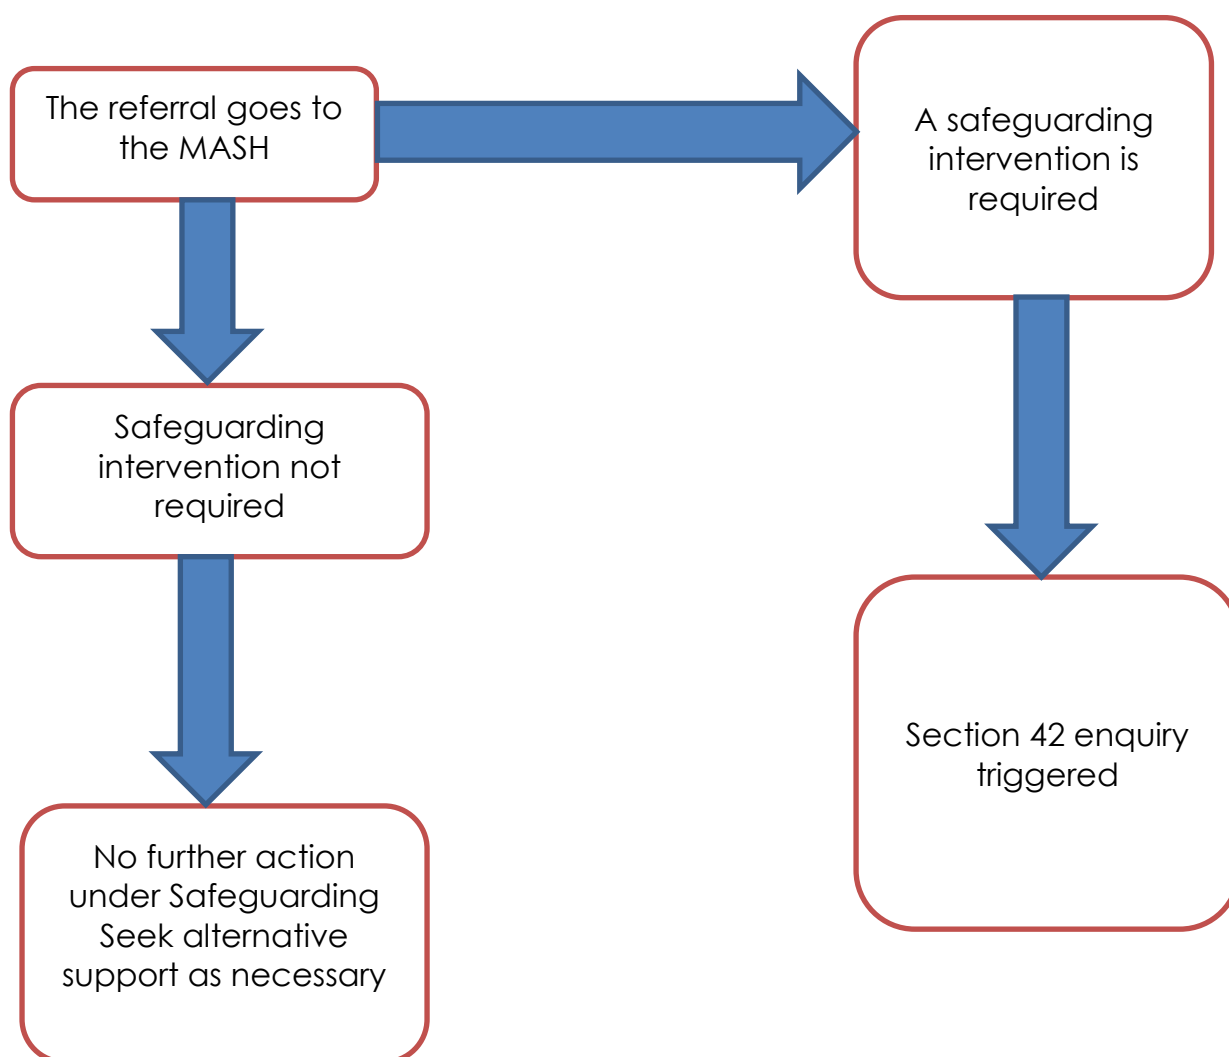 The referral goes to
the MASH
A safeguarding
intervention is
required
Safeguarding
intervention not
required
Section 42 enquiry
triggered
No further action
under Safeguarding
Seek alternative
support as necessary